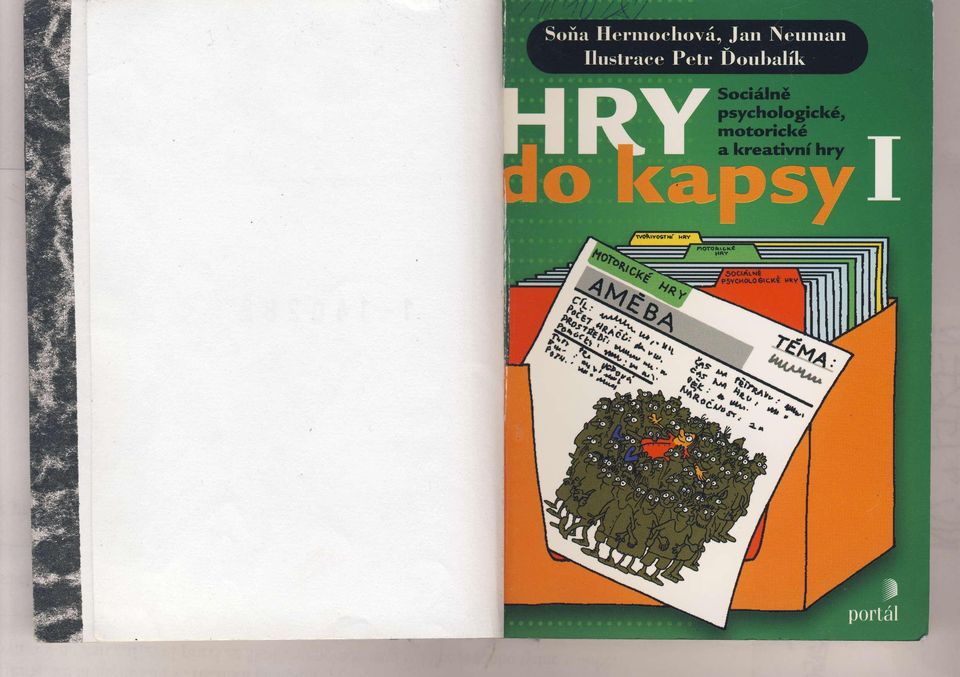 Soňa Hermochová, Jan Neuman
Ilustrace Petr Ďoubalík
HRY
do kapsy I
Sociálně
psychologické,
motorické
a kreativní hry
TVOŘIVOSTNÍ HRY
MOTORICKÉ
HRY
SOCIÁLNĚ
PSYCHOLOGICKÉ HRY
MOTORICKÉ HRY
AMÉBA
TÉMA:
CÍL:
POČET HRÁČŮ:
PROSTŘEDÍ:
POMŮCKY:
ČAS NA PŘÍPRAVU:
ČAS NA HRU:
VĚK:
NÁROČNOST:
portál